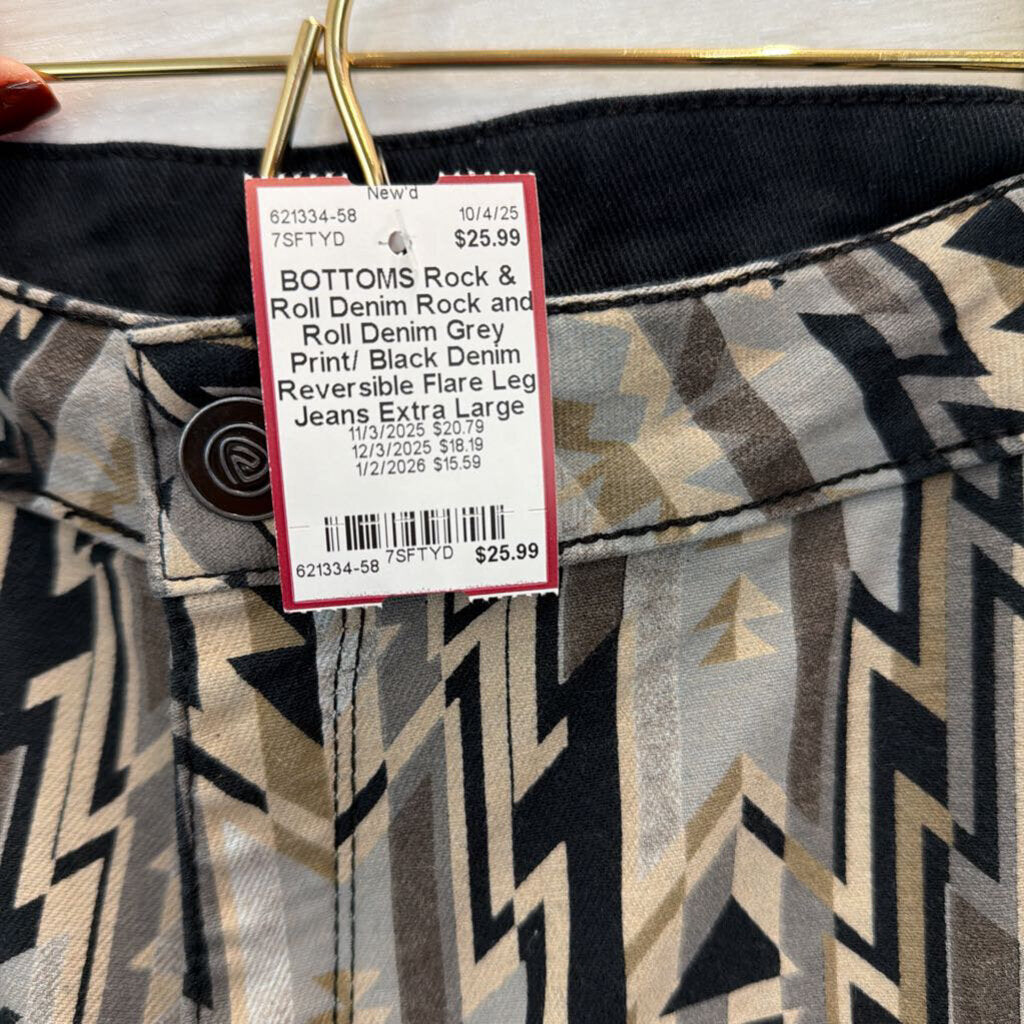 New'd
621334-58 10/4/25
7SFTYD $25.99
BOTTOMS Rock &
Roll Denim Rock and
Roll Denim Grey
Print/ Black Denim
Reversible Flare Leg
Jeans Extra Large
11/3/2025 $20.79
12/3/2025 $18.19
1/2/2026 $15.59
621334-58 7SFTYD $25.99